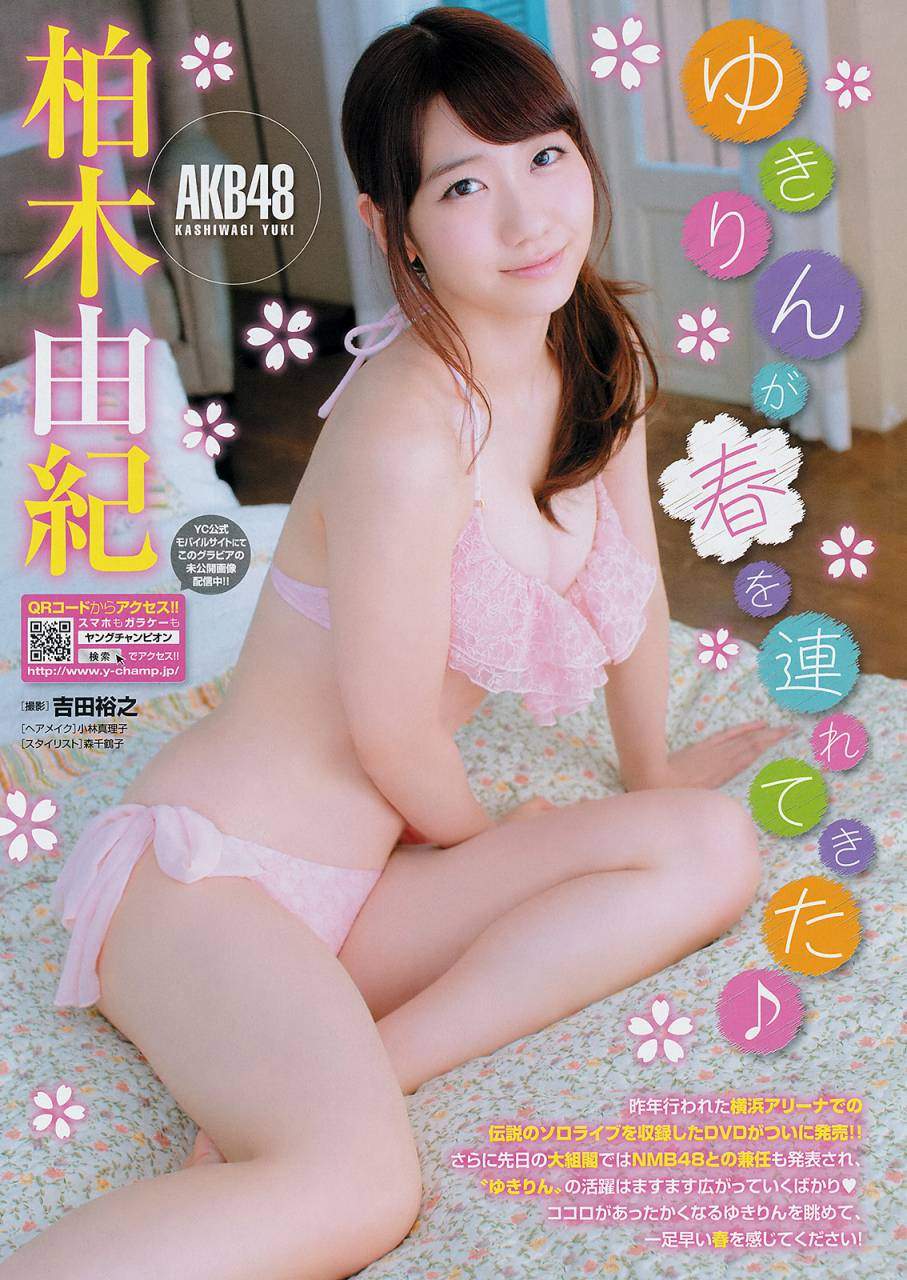 柏木由紀
AKB48
KASHIWAGI YUKI
ゆきりんが春を連れてきた♪
YC公式
モバイルサイトにて
このグラビアの
未公開画像
配信中!!
QRコードからアクセス!!
スマホもガラケーも
ヤングチャンピオン
検索 でアクセス!!
http://www.y-champ.jp/
[撮影]吉田裕之
[ヘアメイク]小林真理子
[スタイリスト]森千鶴子
昨年行われた横浜アリーナでの
伝説のソロライブを収録したDVDがついに発売!!
さらに先日の大組閣ではNMB48との兼任も発表され、
〝ゆきりん〟の活躍はますます広がっていくばかり♥
ココロがあったかくなるゆきりんを眺めて、
一足早い春を感じてください!